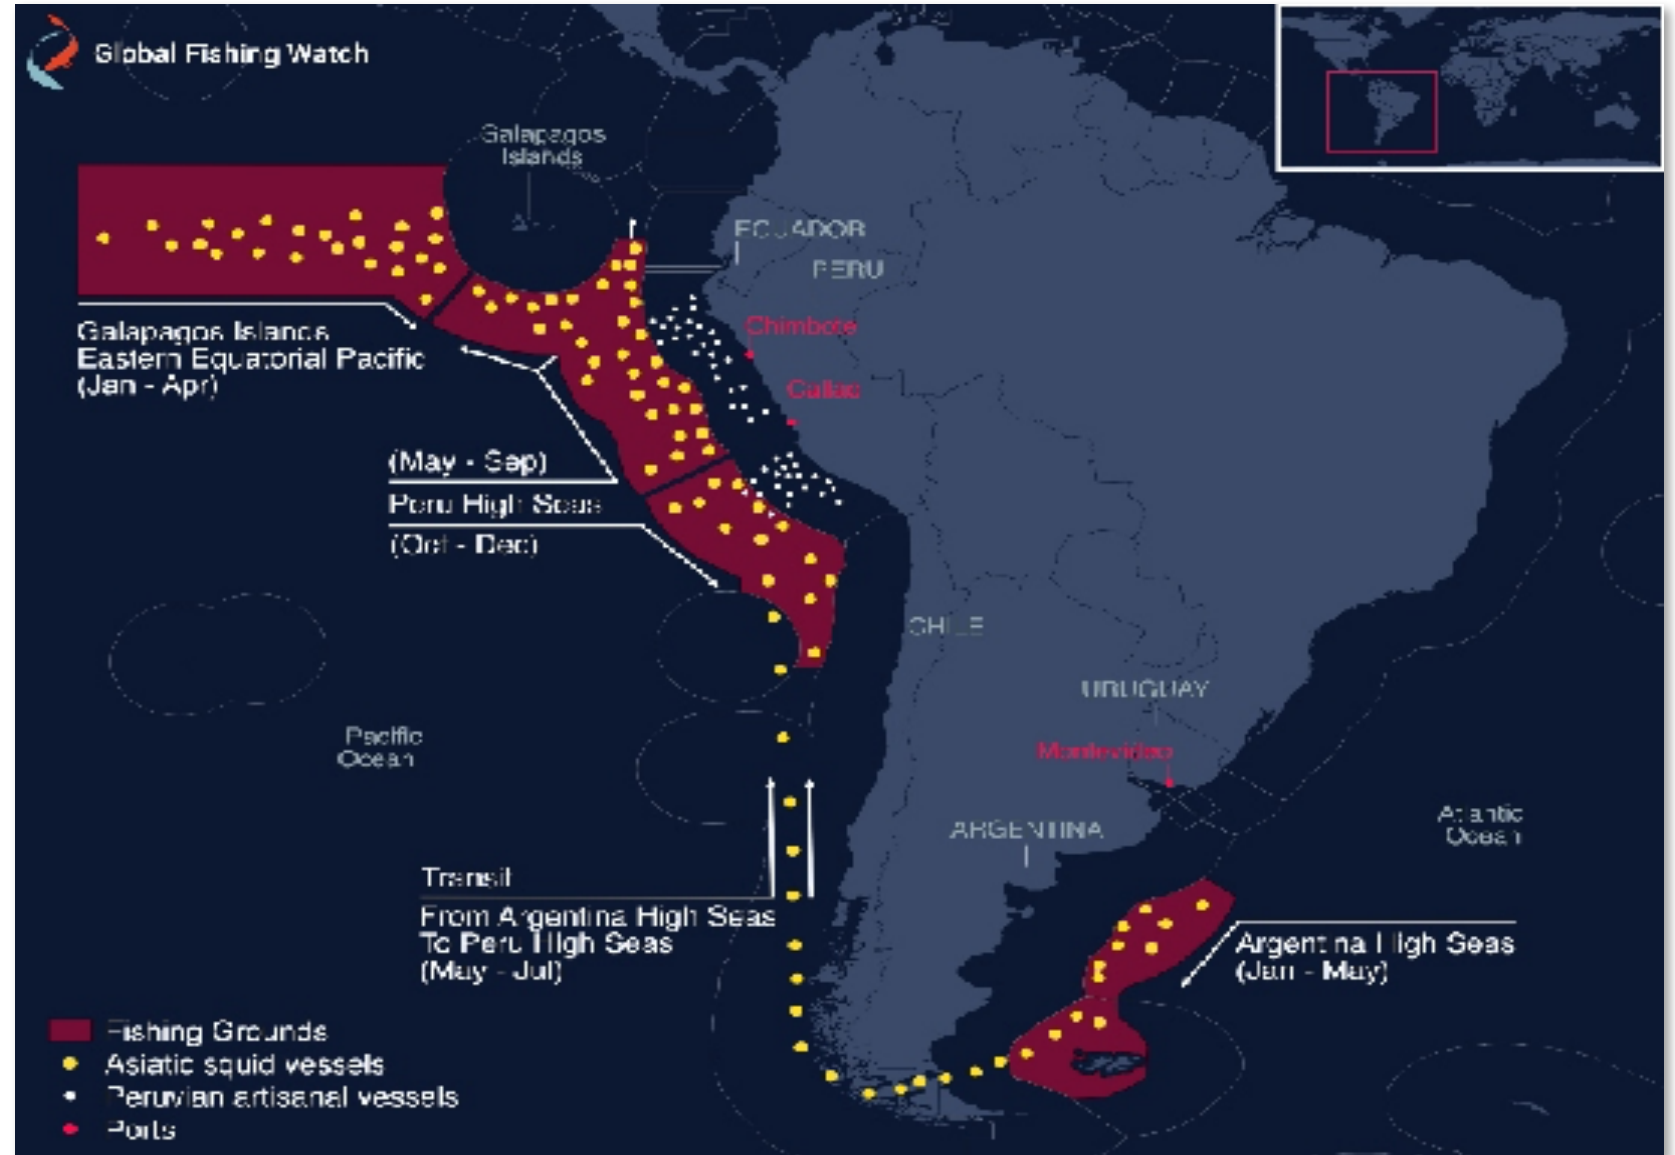 Global Fishing Watch
Galapagos
Islands
ECUADOR
PERU
Chimbote
Callao
Galapagos Islands
Eastern Equatorial Pacific
(Jan - Apr)
(May - Sep)
Peru High Seas
(Oct - Dec)
CHILE
URUGUAY
Montevideo
Pacific
Ocean
ARGENTINA
Atlantic
Ocean
Transit
From Argentina High Seas
To Peru High Seas
(May - Jul)
Argentina High Seas
(Jan - May)
Fishing Grounds
Asiatic squid vessels
Peruvian artisanal vessels
Ports